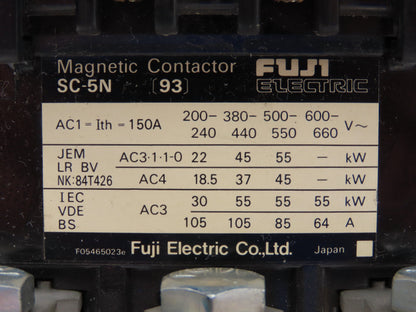 Magnetic Contactor FUJI
SC-5N [93] ELECTRIC
AC1=Ith=150A 200-240 380-440 500-550 600-660 V~
JEM
LR BV
NK:84T426
AC3·1·1-0 22 45 55 — kW
AC4 18.5 37 45 — kW
IEC
VDE
BS
AC3
30 55 55 55 kW
105 105 85 64 A
F05465023e Fuji Electric Co.,Ltd. Japan